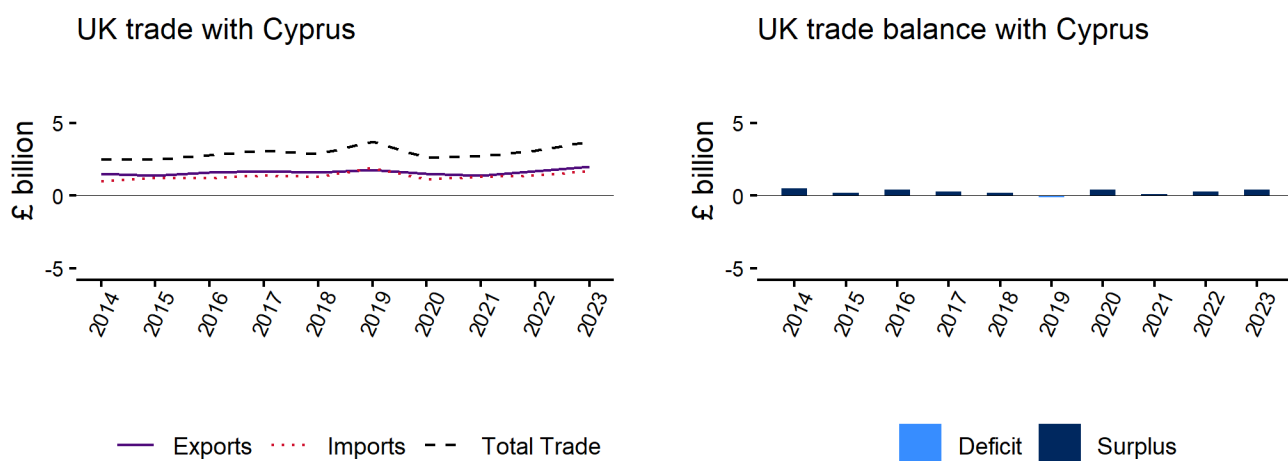 UK trade with Cyprus
£ billion
5
0
-5
2014
2015
2016
2017
2018
2019
2020
2021
2022
2023
Exports
Imports
Total Trade
UK trade balance with Cyprus
£ billion
5
0
-5
2014
2015
2016
2017
2018
2019
2020
2021
2022
2023
Deficit
Surplus